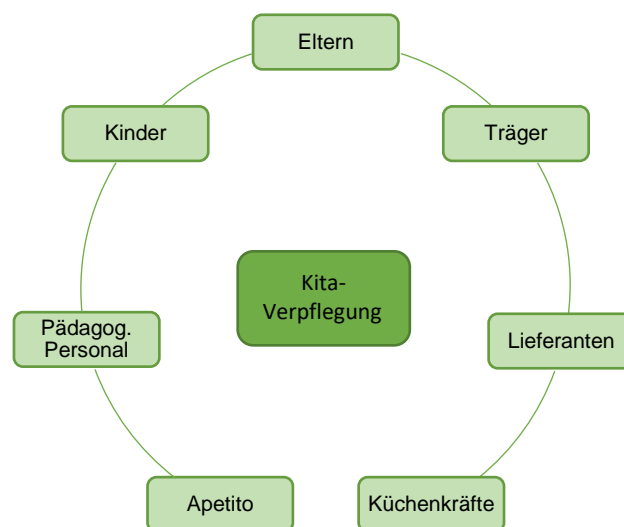 Eltern
Kinder
Träger
Kita-
Verpflegung
Pädagog.
Personal
Lieferanten
Apetito
Küchenkräfte